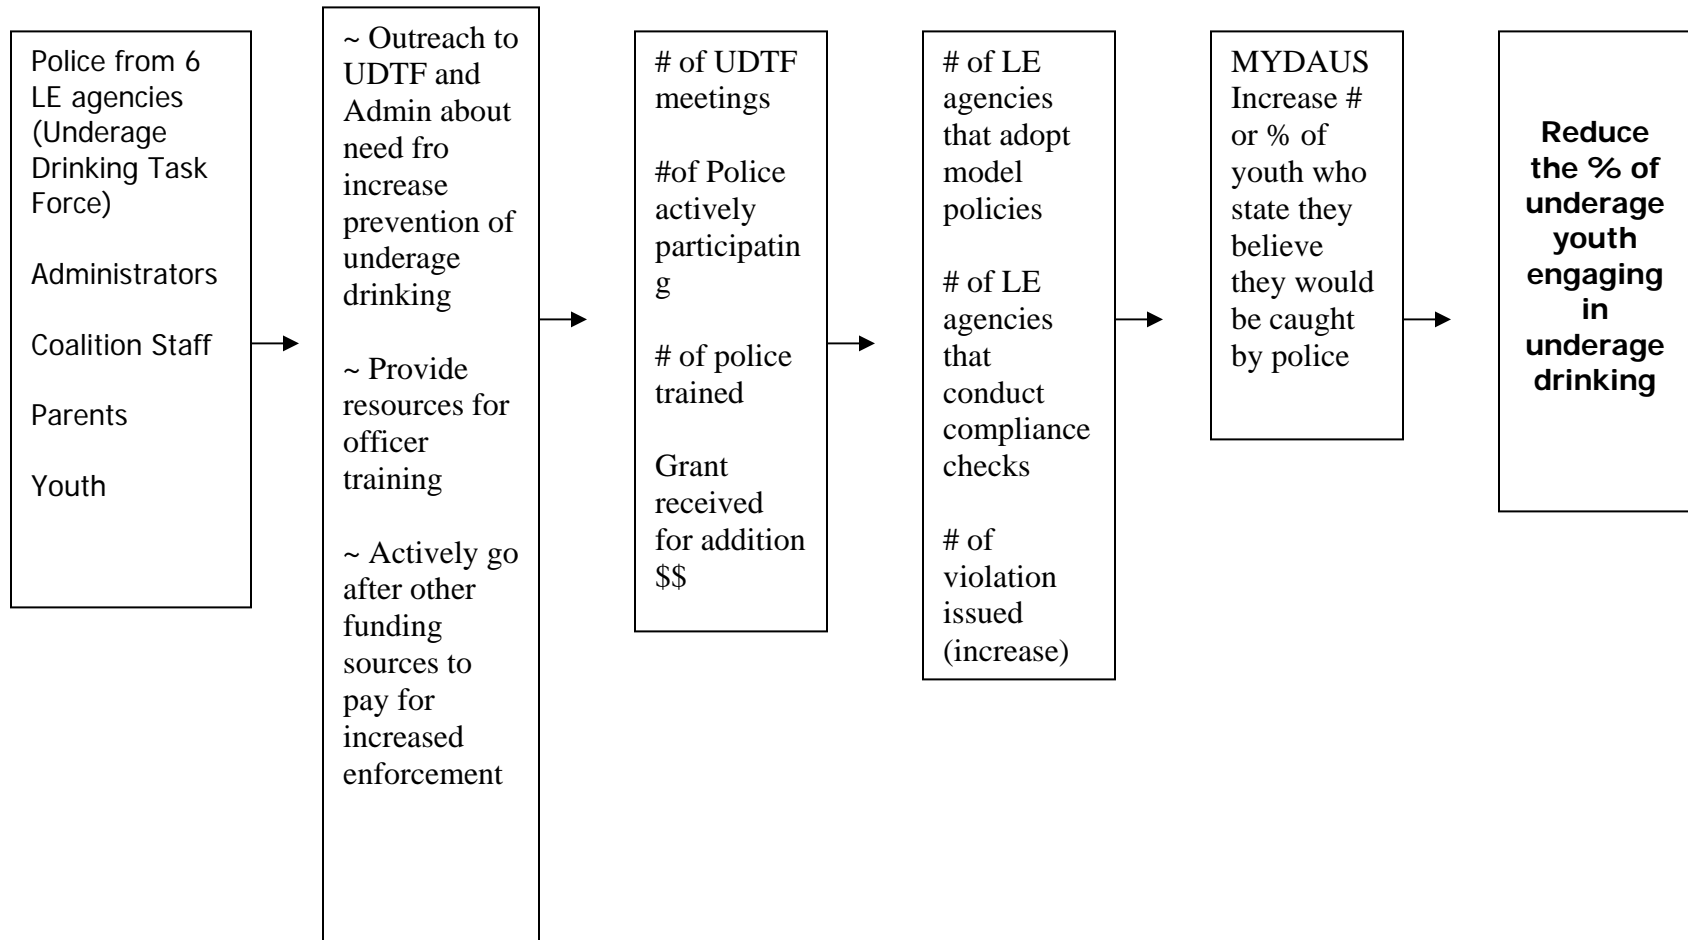 Police from 6
LE agencies
(Underage
Drinking Task
Force)
Administrators
Coalition Staff
Parents
Youth
~ Outreach to
UDTF and
Admin about
need fro
increase
prevention of
underage
drinking
~ Provide
resources for
officer
training
~ Actively go
after other
funding
sources to
pay for
increased
enforcement
# of UDTF
meetings
#of Police
actively
participatin
g
# of police
trained
Grant
received
for addition
$$
# of LE
agencies
that adopt
model
policies
# of LE
agencies
that
conduct
compliance
checks
# of
violation
issued
(increase)
MYDAUS
Increase #
or % of
youth who
state they
believe
they would
be caught
by police
Reduce
the % of
underage
youth
engaging
in
underage
drinking